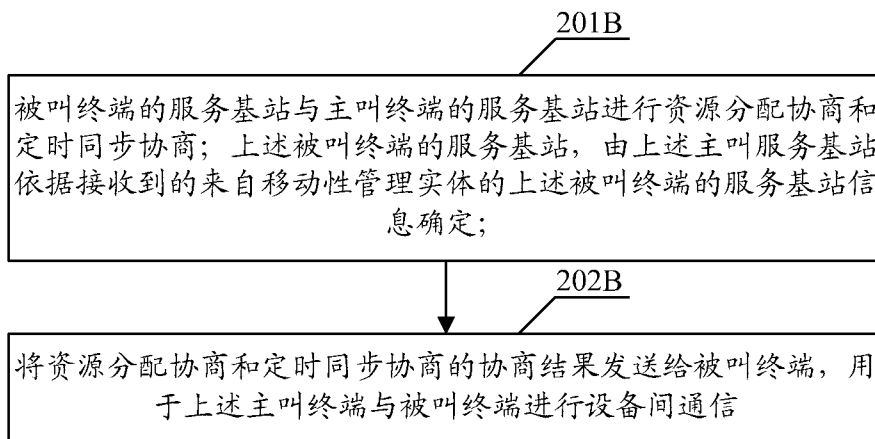 201B
被叫终端的服务基站与主叫终端的服务基站进行资源分配协商和
定时同步协商；上述被叫终端的服务基站，由上述主叫服务基站
依据接收到的来自移动性管理实体的上述被叫终端的服务基站信
息确定；
202B
将资源分配协商和定时同步协商的协商结果发送给被叫终端，用
于上述主叫终端与被叫终端进行设备间通信